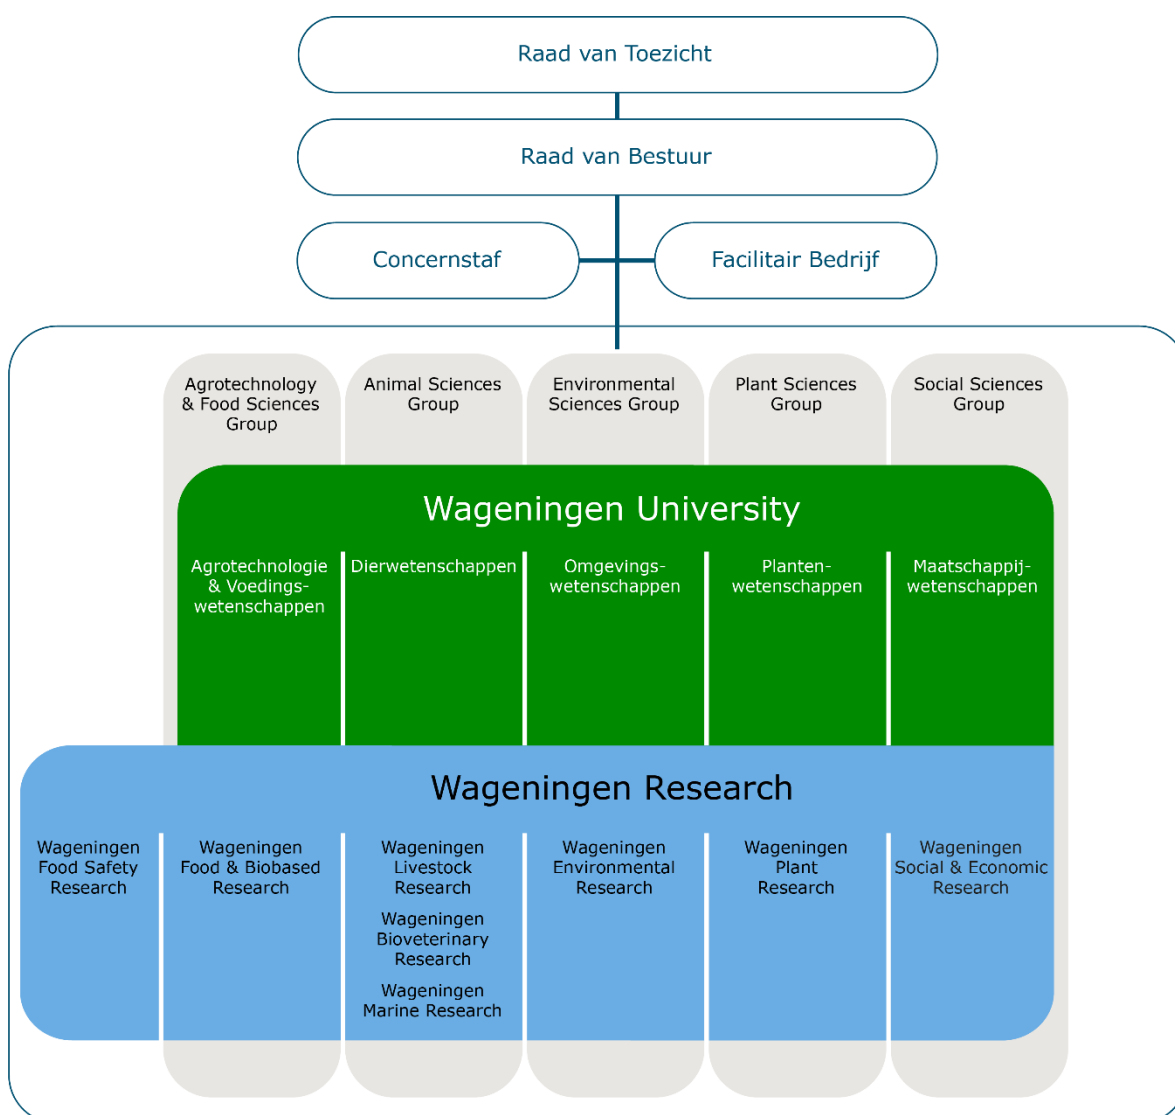 Raad van Toezicht
Raad van Bestuur
Concernstaf
Facilitair Bedrijf
Agrotechnology
& Food Sciences
Group
Animal Sciences
Group
Environmental
Sciences Group
Plant Sciences
Group
Social Sciences
Group
Wageningen University
Agrotechnologie
& Voedings-
wetenschappen
Dierwetenschappen
Omgevings-
wetenschappen
Planten-
wetenschappen
Maatschappij-
wetenschappen
Wageningen Research
Wageningen
Food Safety
Research
Wageningen
Food & Biobased
Research
Wageningen
Livestock
Research
Wageningen
Bioveterinary
Research
Wageningen
Marine Research
Wageningen
Environmental
Research
Wageningen
Plant
Research
Wageningen
Social & Economic
Research